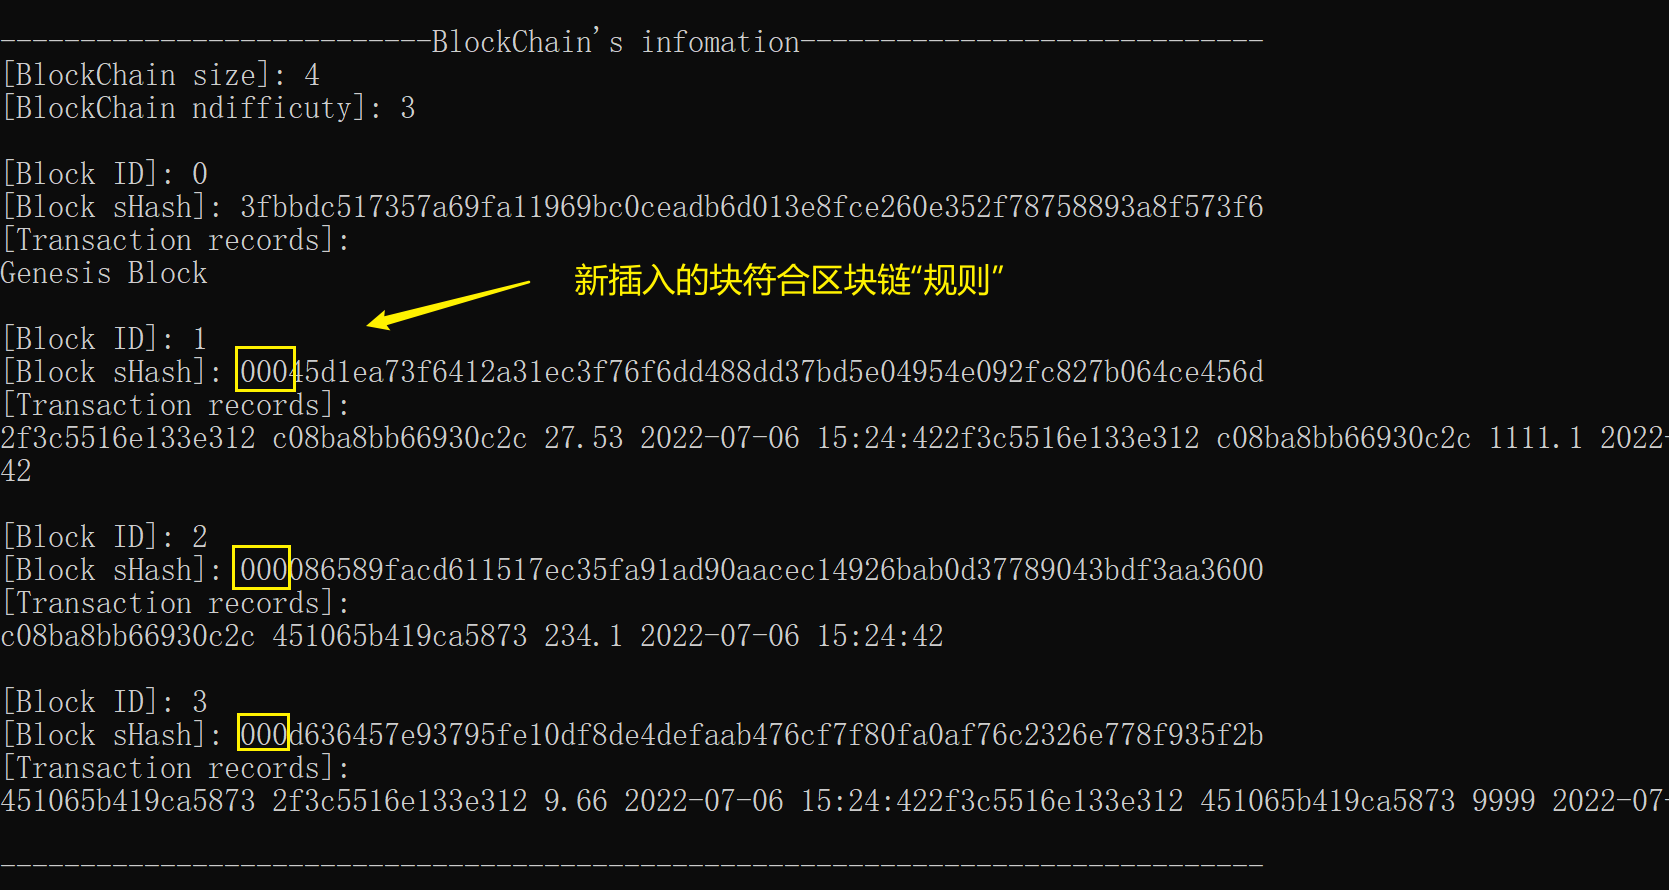 ---------------------------BlockChain's infomation-----------------------------
[BlockChain size]: 4
[BlockChain ndifficuty]: 3
[Block ID]: 0
[Block sHash]: 3fbbdc517357a69fa11969bc0ceadb6d013e8fce260e352f78758893a8f573f6
[Transaction records]:
Genesis Block
新插入的块符合区块链“规则”
[Block ID]: 1
[Block sHash]: 00045d1ea73f6412a31ec3f76f6dd488dd37bd5e04954e092fc827b064ce456d
[Transaction records]:
2f3c5516e133e312 c08ba8bb66930c2c 27.53 2022-07-06 15:24:422f3c5516e133e312 c08ba8bb66930c2c 1111.1 2022-
42
[Block ID]: 2
[Block sHash]: 000086589facd611517ec35fa91ad90aacec14926bab0d37789043bdf3aa3600
[Transaction records]:
c08ba8bb66930c2c 451065b419ca5873 234.1 2022-07-06 15:24:42
[Block ID]: 3
[Block sHash]: 000d636457e93795fe10df8de4defaab476cf7f80fa0af76c2326e778f935f2b
[Transaction records]:
451065b419ca5873 2f3c5516e133e312 9.66 2022-07-06 15:24:422f3c5516e133e312 451065b419ca5873 9999 2022-07-
-------------------------------------------------------------------------------